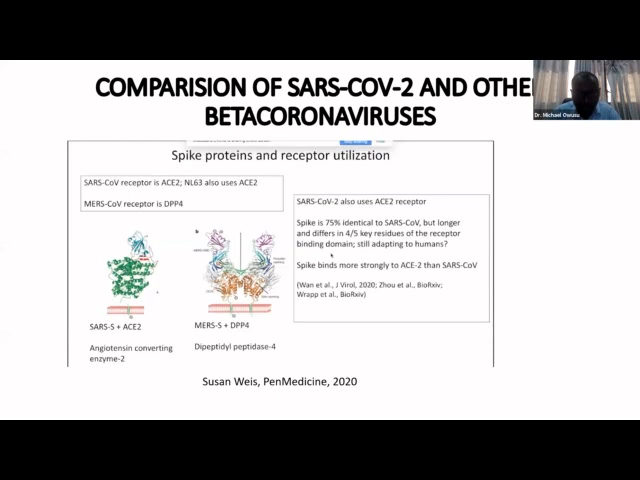 COMPARISION OF SARS-COV-2 AND OTHE
BETACORONAVIRUSES
Dr. Michael Owusu
Spike proteins and receptor utilization
SARS-CoV receptor is ACE2; NL63 also uses ACE2
MERS-CoV receptor is DPP4
SARS-CoV-2 also uses ACE2 receptor
Spike is 75% identical to SARS-CoV, but longer
and differs in 4/5 key residues of the receptor
binding domain; still adapting to humans?
Spike binds more strongly to ACE-2 than SARS-CoV
(Wan et al., J Virol, 2020; Zhou et al., BioRxiv;
Wrapp et al., BioRxiv)
b
SARS-S + ACE2
Angiotensin converting
enzyme-2
MERS-S + DPP4
Dipeptidyl peptidase-4
Susan Weis, PenMedicine, 2020